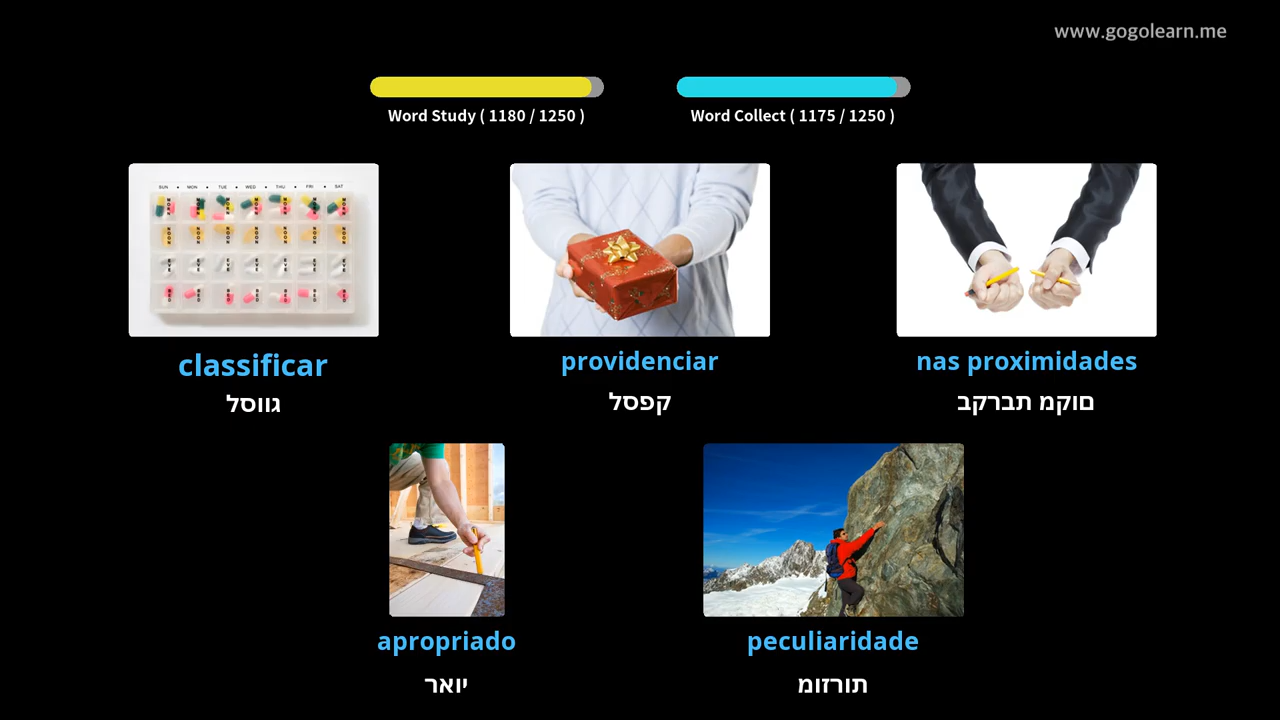 www.gogolearn.me
Word Study ( 1180 / 1250 )
Word Collect ( 1175 / 1250 )
classificar
גווסל
providenciar
קפסל
nas proximidades
םוקמ תברקב
apropriado
יואר
peculiaridade
תורזומ